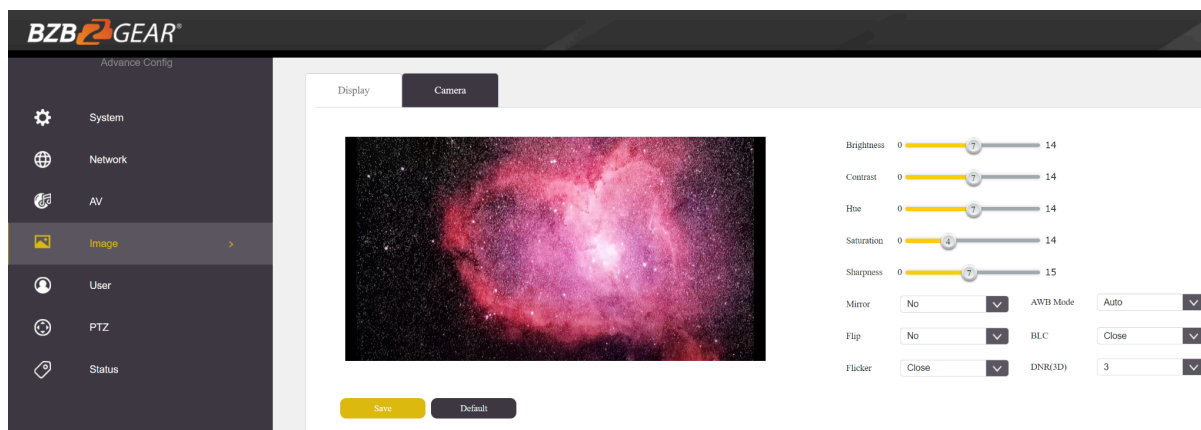 BZB GEAR®
Advance Config
System
Network
AV
Image >
User
PTZ
Status
Display Camera
Brightness 0 7 14
Contrast 0 7 14
Hue 0 7 14
Saturation 0 4 14
Sharpness 0 7 15
Mirror No AWB Mode Auto
Flip No BLC Close
Flicker Close DNR(3D) 3
Save Default